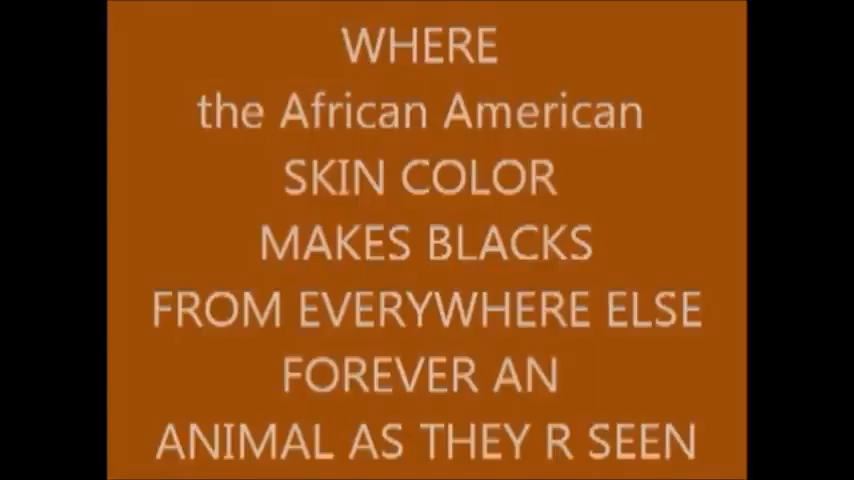 WHERE
the African American
SKIN COLOR
MAKES BLACKS
FROM EVERYWHERE ELSE
FOREVER AN
ANIMAL AS THEY R SEEN